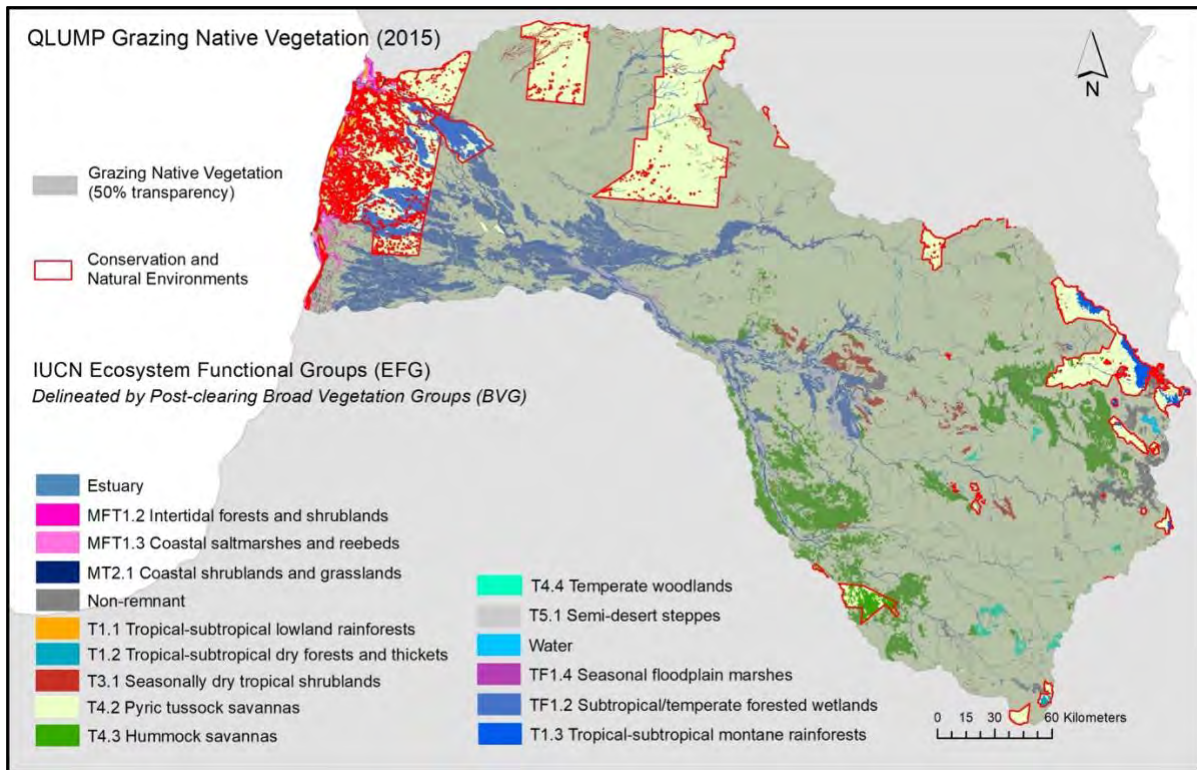 QLUMP Grazing Native Vegetation (2015)
N
Grazing Native Vegetation
(50% transparency)
Conservation and
Natural Environments
IUCN Ecosystem Functional Groups (EFG)
Delineated by Post-clearing Broad Vegetation Groups (BVG)
Estuary
MFT1.2 Intertidal forests and shrublands
MFT1.3 Coastal saltmarshes and reebeds
MT2.1 Coastal shrublands and grasslands
Non-remnant
T1.1 Tropical-subtropical lowland rainforests
T1.2 Tropical-subtropical dry forests and thickets
T3.1 Seasonally dry tropical shrublands
T4.2 Pyric tussock savannas
T4.3 Hummock savannas
T4.4 Temperate woodlands
T5.1 Semi-desert steppes
Water
TF1.4 Seasonal floodplain marshes
TF1.2 Subtropical/temperate forested wetlands
T1.3 Tropical-subtropical montane rainforests
0 15 30 60 Kilometers